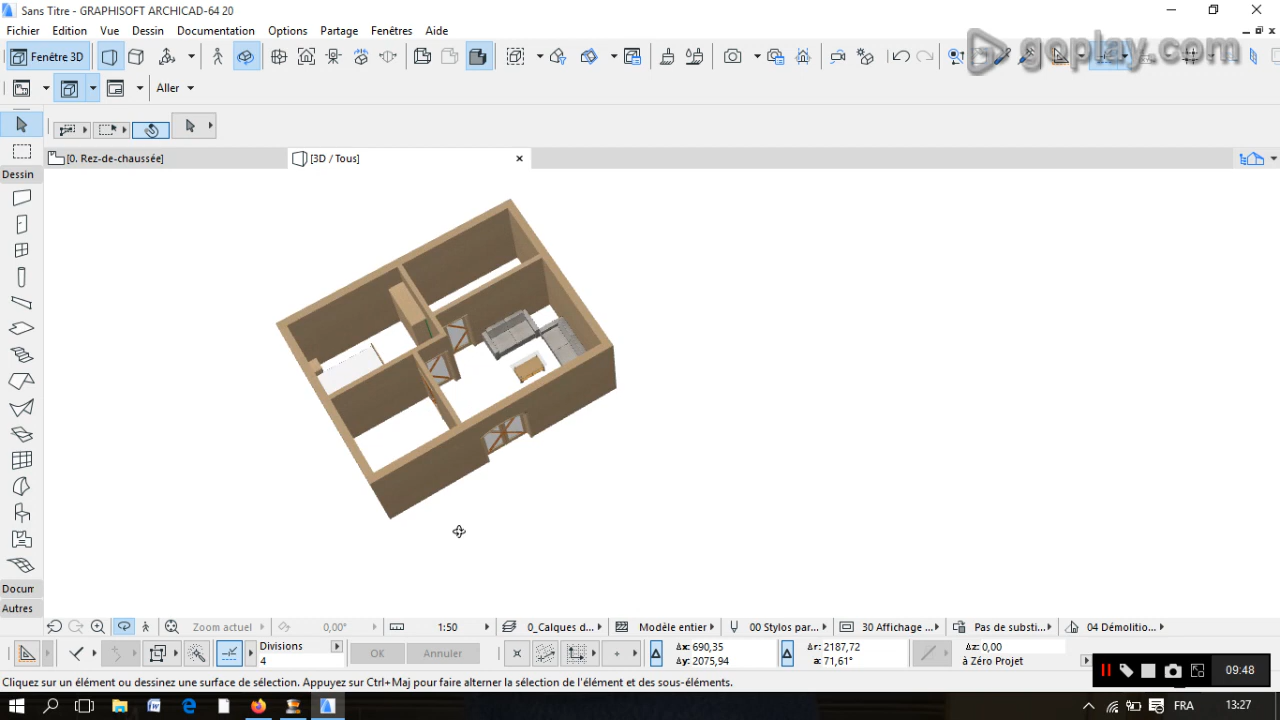 Sans Titre - GRAPHISOFT ARCHICAD-64 20
Fichier Edition Vue Dessin Documentation Options Partage Fenêtres Aide
Fenêtre 3D
goplay.com
Aller
[0. Rez-de-chaussée]
[3D / Tous]
Dessin
Docum
Autres
Zoom actuel
0,00°
1:50
0_Calques d...
Modèle entier
00 Stylos par...
30 Affichage ...
Pas de substi...
04 Démolitio...
Divisions
4
OK
Annuler
Δx: 690,35
Δy: 2075,94
Δr: 2187,72
a: 71,61°
Δz: 0,00
à Zéro Projet
09:48
Cliquez sur un élément ou dessinez une surface de sélection. Appuyez sur Ctrl+Maj pour faire alterner la sélection de l'élément et des sous-éléments.
FRA
13:27